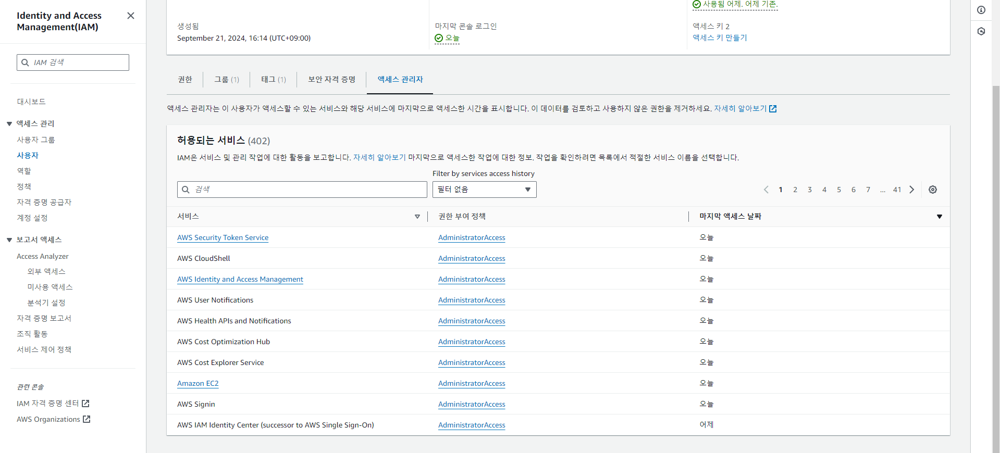 Identity and Access
Management(IAM)
IAM 검색
대시보드
액세스 관리
사용자 그룹
사용자
역할
정책
자격 증명 공급자
계정 설정
보고서 액세스
Access Analyzer
외부 액세스
미사용 액세스
분석기 설정
자격 증명 보고서
조직 활동
서비스 제어 정책
관련 콘솔
IAM 자격 증명 센터
AWS Organizations
사용됨 어제. 어제 기존.
생성됨
September 21, 2024, 16:14 (UTC+09:00)
마지막 콘솔 로그인
오늘
액세스 키 2
액세스 키 만들기
권한 그룹 (1) 태그 (1) 보안 자격 증명 액세스 관리자
액세스 관리자는 이 사용자가 액세스할 수 있는 서비스와 해당 서비스에 마지막으로 액세스한 시간을 표시합니다. 이 데이터를 검토하고 사용하지 않은 권한을 제거하세요. 자세히 알아보기
허용되는 서비스 (402)
IAM은 서비스 및 관리 작업에 대한 활동을 보고합니다. 자세히 알아보기 마지막으로 액세스한 작업에 대한 정보. 작업을 확인하려면 목록에서 적절한 서비스 이름을 선택합니다.
Filter by services access history
검색 필터 없음 1 2 3 4 5 6 7 ... 41
서비스 권한 부여 정책 마지막 액세스 날짜
AWS Security Token Service AdministratorAccess 오늘
AWS CloudShell AdministratorAccess 오늘
AWS Identity and Access Management AdministratorAccess 오늘
AWS User Notifications AdministratorAccess 오늘
AWS Health APIs and Notifications AdministratorAccess 오늘
AWS Cost Optimization Hub AdministratorAccess 오늘
AWS Cost Explorer Service AdministratorAccess 오늘
Amazon EC2 AdministratorAccess 오늘
AWS Signin AdministratorAccess 오늘
AWS IAM Identity Center (successor to AWS Single Sign-On) AdministratorAccess 어제